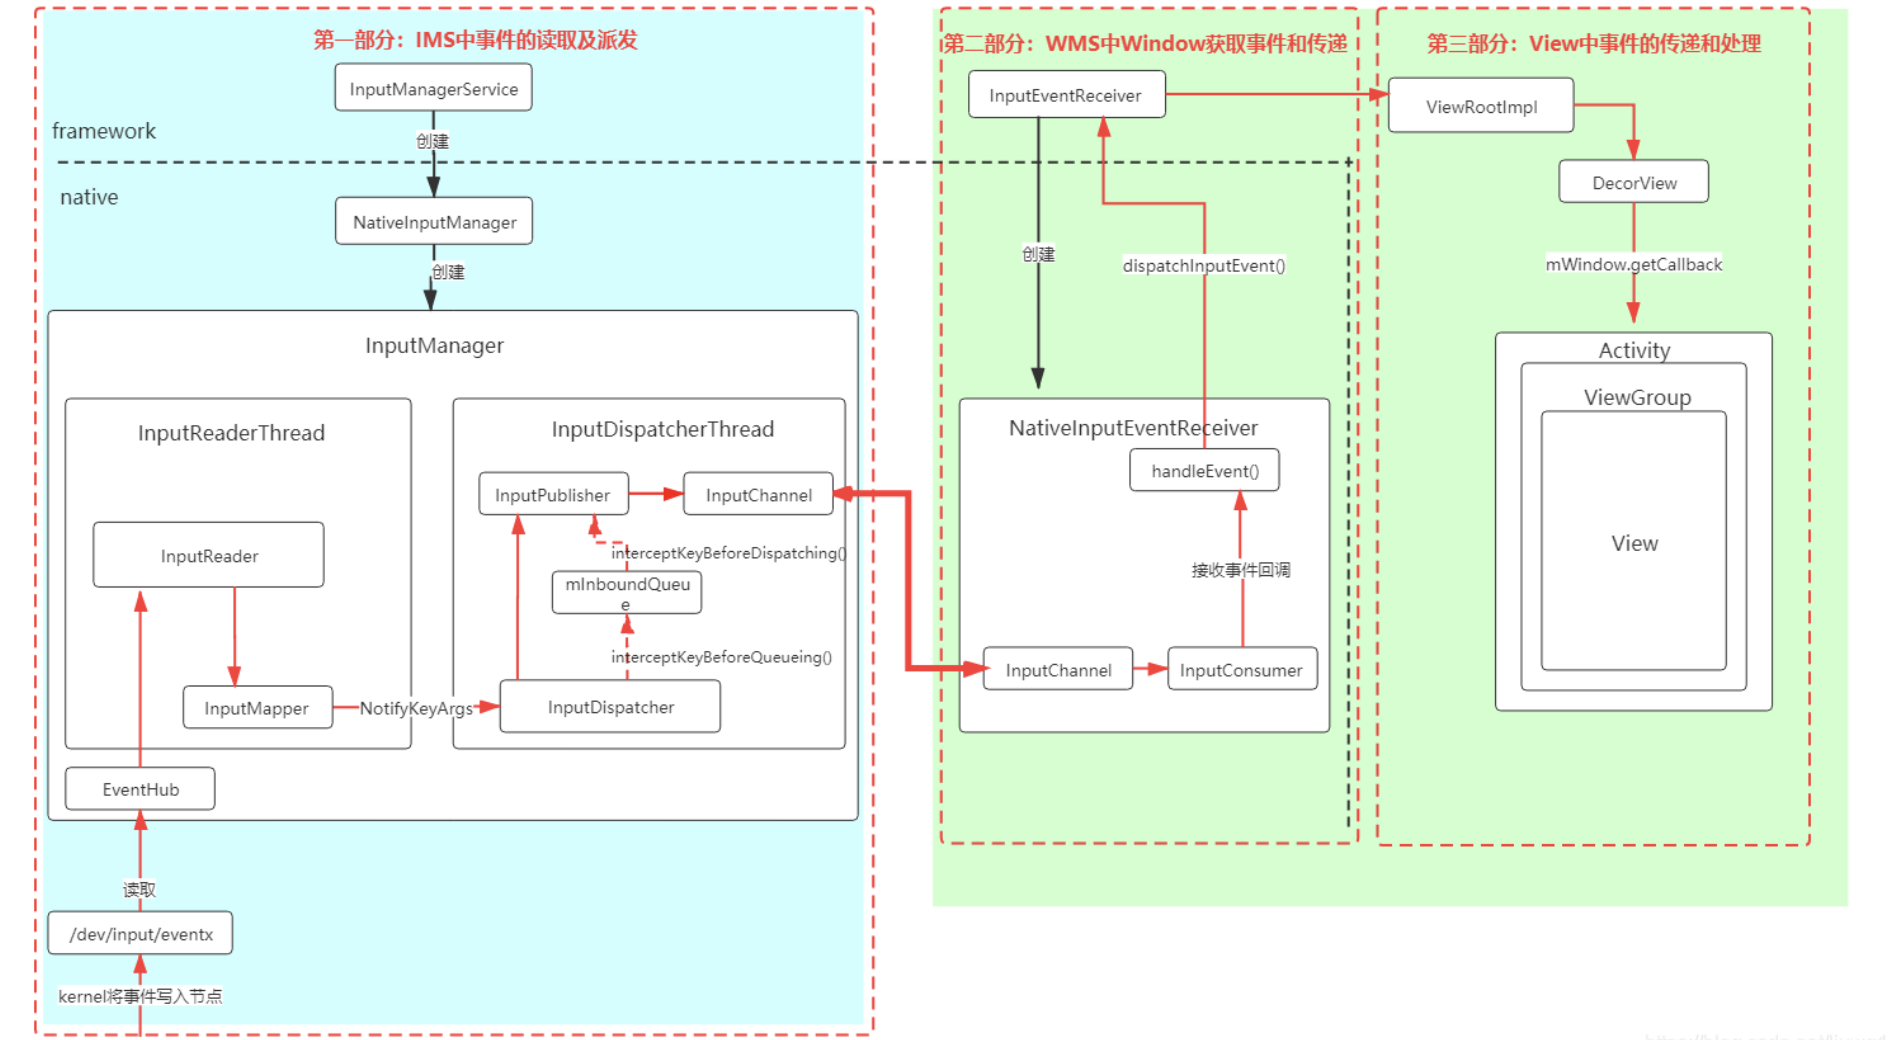 第一部分：IMS中事件的读取及派发
InputManagerService
framework
创建
native
NativeInputManager
创建
InputManager
InputReaderThread
InputDispatcherThread
InputPublisher
InputChannel
interceptKeyBeforeDispatching()
InputReader
mInboundQueu
e
interceptKeyBeforeQueueing()
InputMapper
NotifyKeyArgs
InputDispatcher
EventHub
读取
/dev/input/eventx
kernel将事件写入节点
第二部分：WMS中Window获取事件和传递
InputEventReceiver
创建
dispatchInputEvent()
NativeInputEventReceiver
handleEvent()
接收事件回调
InputChannel
InputConsumer
第三部分：View中事件的传递和处理
ViewRootImpl
DecorView
mWindow.getCallback
Activity
ViewGroup
View